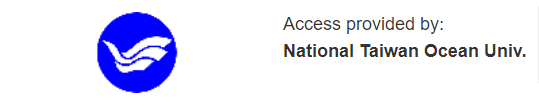 Access provided by:
National Taiwan Ocean Univ.